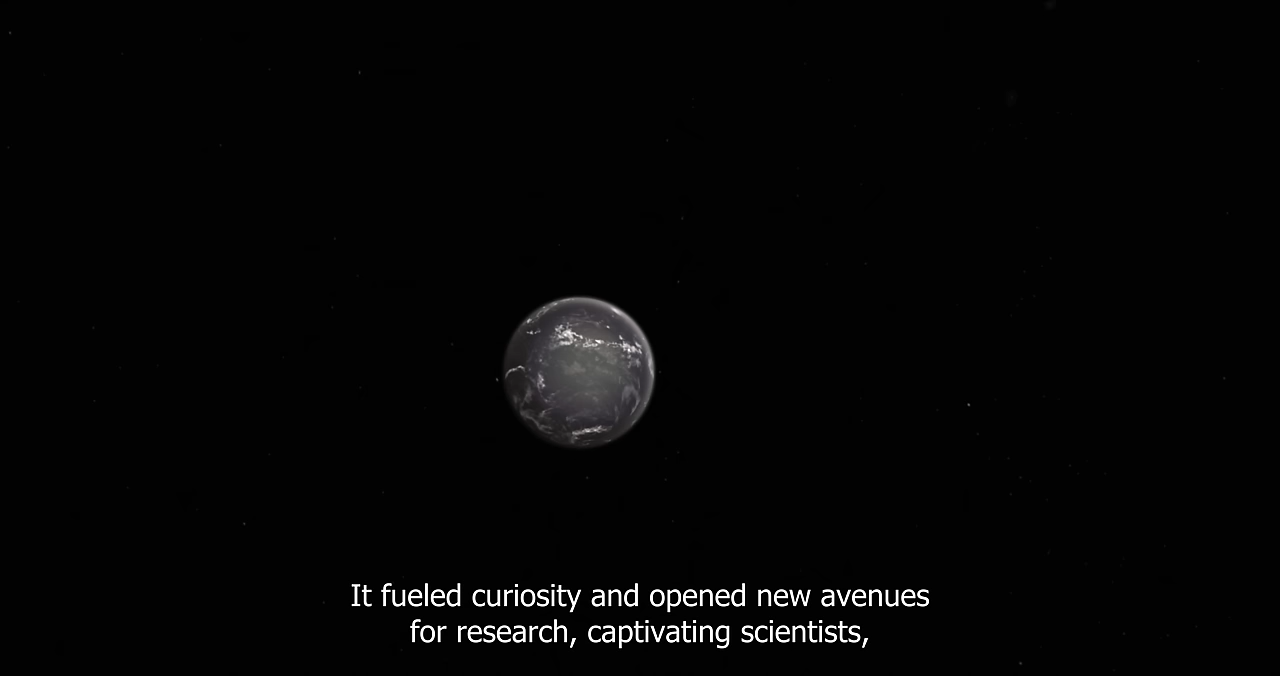 It fueled curiosity and opened new avenues
for research, captivating scientists,